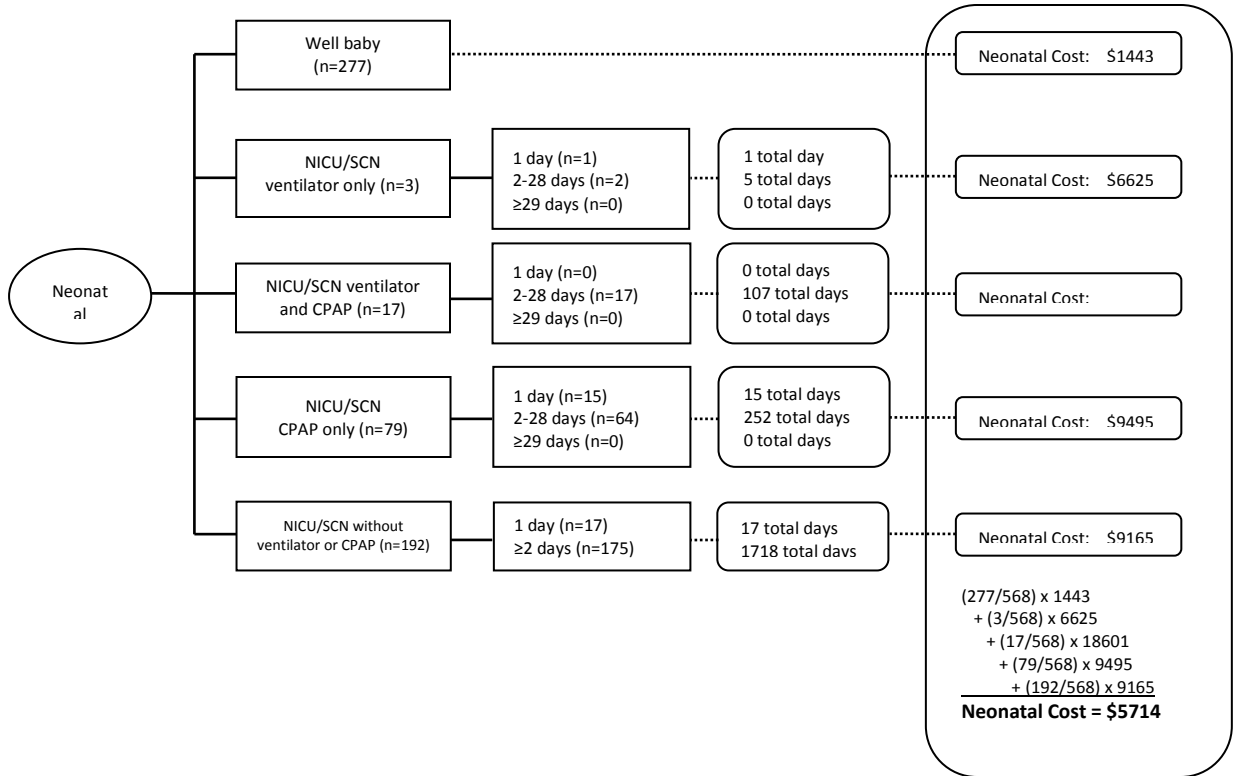 Neonat
al
Well baby
(n=277)
Neonatal Cost: $1443
NICU/SCN
ventilator only (n=3)
1 day (n=1)
2-28 days (n=2)
≥29 days (n=0)
1 total day
5 total days
0 total days
Neonatal Cost: $6625
NICU/SCN ventilator
and CPAP (n=17)
1 day (n=0)
2-28 days (n=17)
≥29 days (n=0)
0 total days
107 total days
0 total days
Neonatal Cost:
NICU/SCN
CPAP only (n=79)
1 day (n=15)
2-28 days (n=64)
≥29 days (n=0)
15 total days
252 total days
0 total days
Neonatal Cost: $9495
NICU/SCN without
ventilator or CPAP (n=192)
1 day (n=17)
≥2 days (n=175)
17 total days
1718 total days
Neonatal Cost: $9165
(277/568) x 1443
+ (3/568) x 6625
+ (17/568) x 18601
+ (79/568) x 9495
+ (192/568) x 9165
Neonatal Cost = $5714